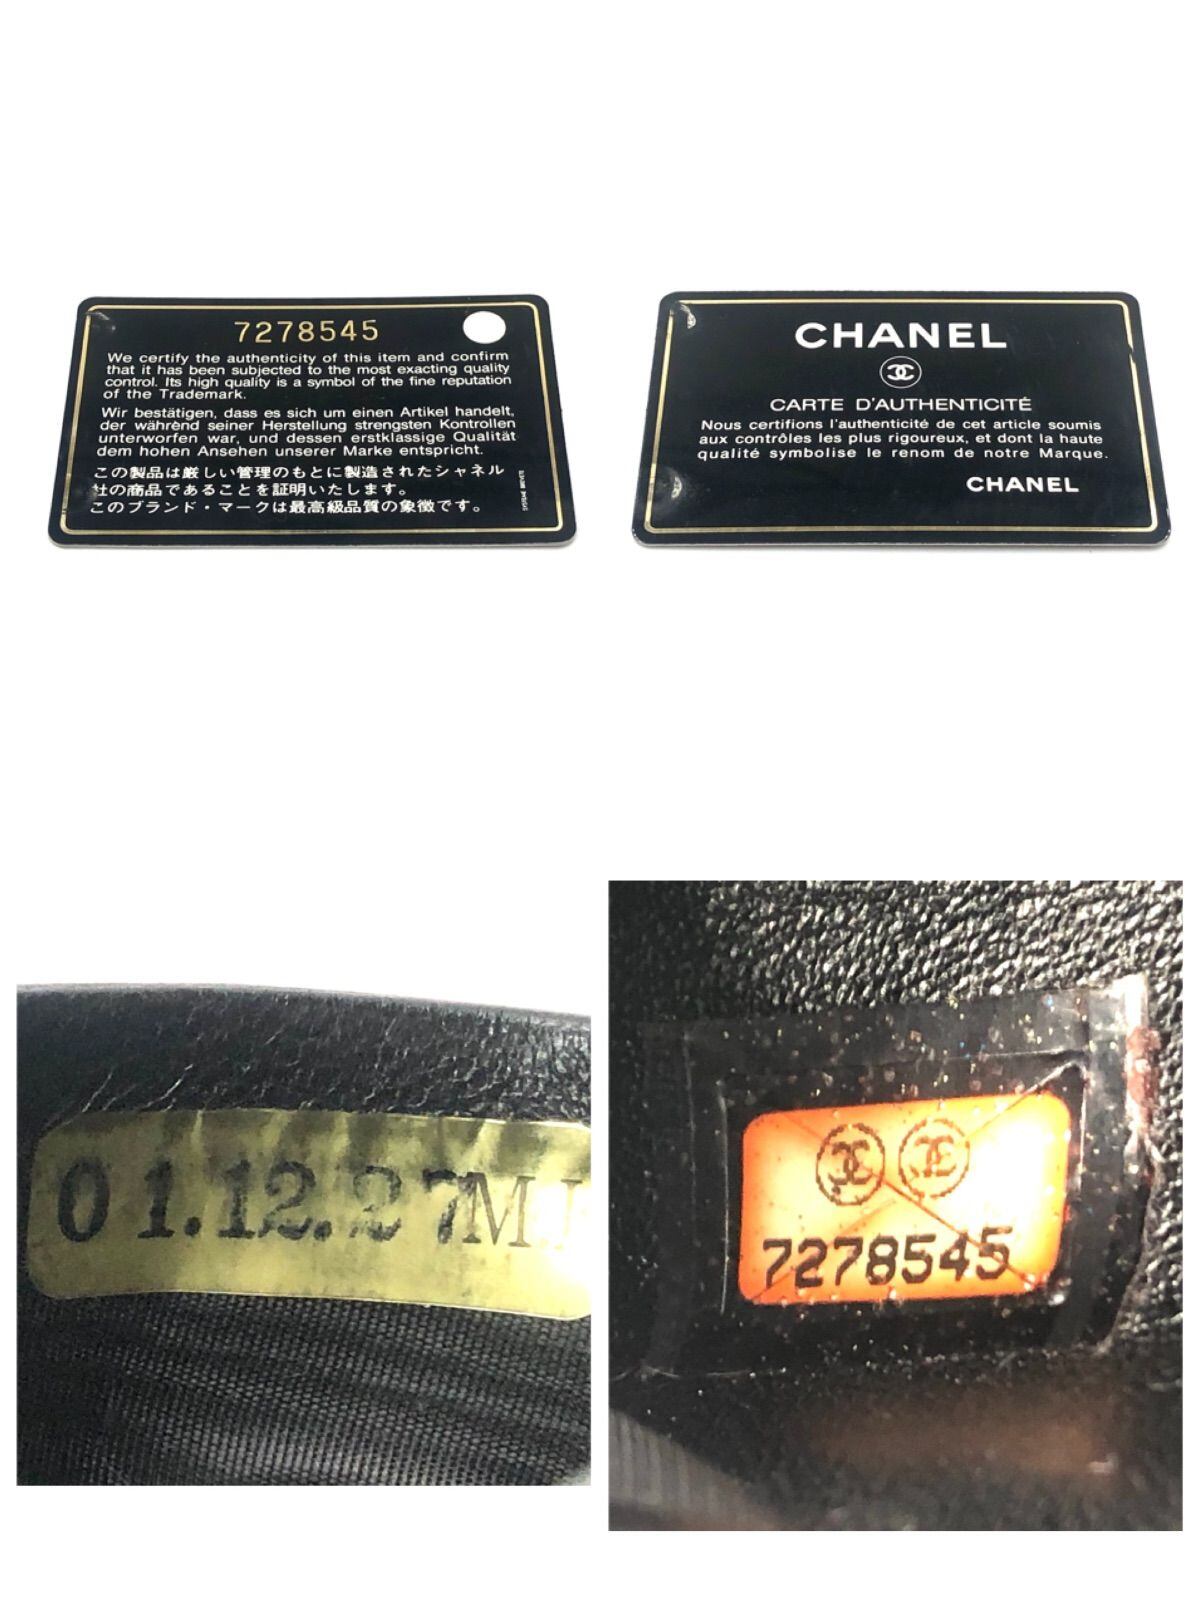 7278545
We certify the authenticity of this item and confirm
that it has been subjected to the most exacting quality
control. Its high quality is a symbol of the fine reputation
of the Trademark.
Wir bestätigen, dass es sich um einen Artikel handelt,
der während seiner Herstellung strengsten Kontrollen
unterworfen war, und dessen erstklassige Qualität
dem hohen Ansehen unserer Marke entspricht.
この製品は厳しい管理のもとに製造されたシャネル
社の商品であることを証明いたします。
このブランド・マークは最高級品質の象徴です。
CHANEL
CARTE D'AUTHENTICITÉ
Nous certifions l'authenticité de cet article soumis
aux contrôles les plus rigoureux, et dont la haute
qualité symbolise le renom de notre Marque.
CHANEL
01.12.27
7278545